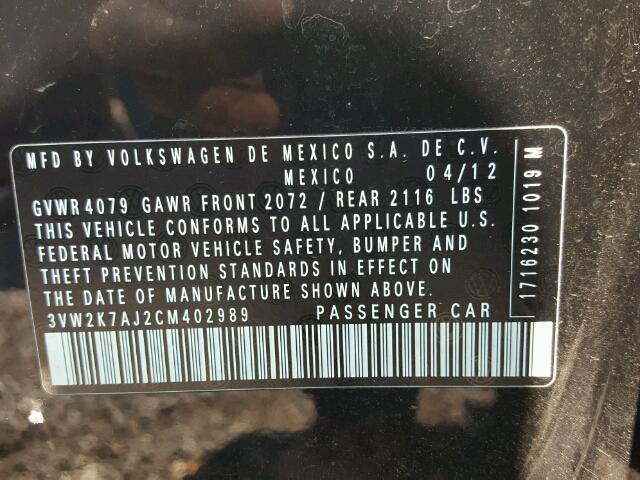 MFD BY VOLKSWAGEN DE MEXICO S.A. DE C.V.
MEXICO 04/12
GVWR 4079 GAWR FRONT 2072 / REAR 2116 LBS
THIS VEHICLE CONFORMS TO ALL APPLICABLE U.S.
FEDERAL MOTOR VEHICLE SAFETY, BUMPER AND
THEFT PREVENTION STANDARDS IN EFFECT ON
THE DATE OF MANUFACTURE SHOWN ABOVE.
3VW2K7AJ2CM402989 PASSENGER CAR
1716230 1019 M